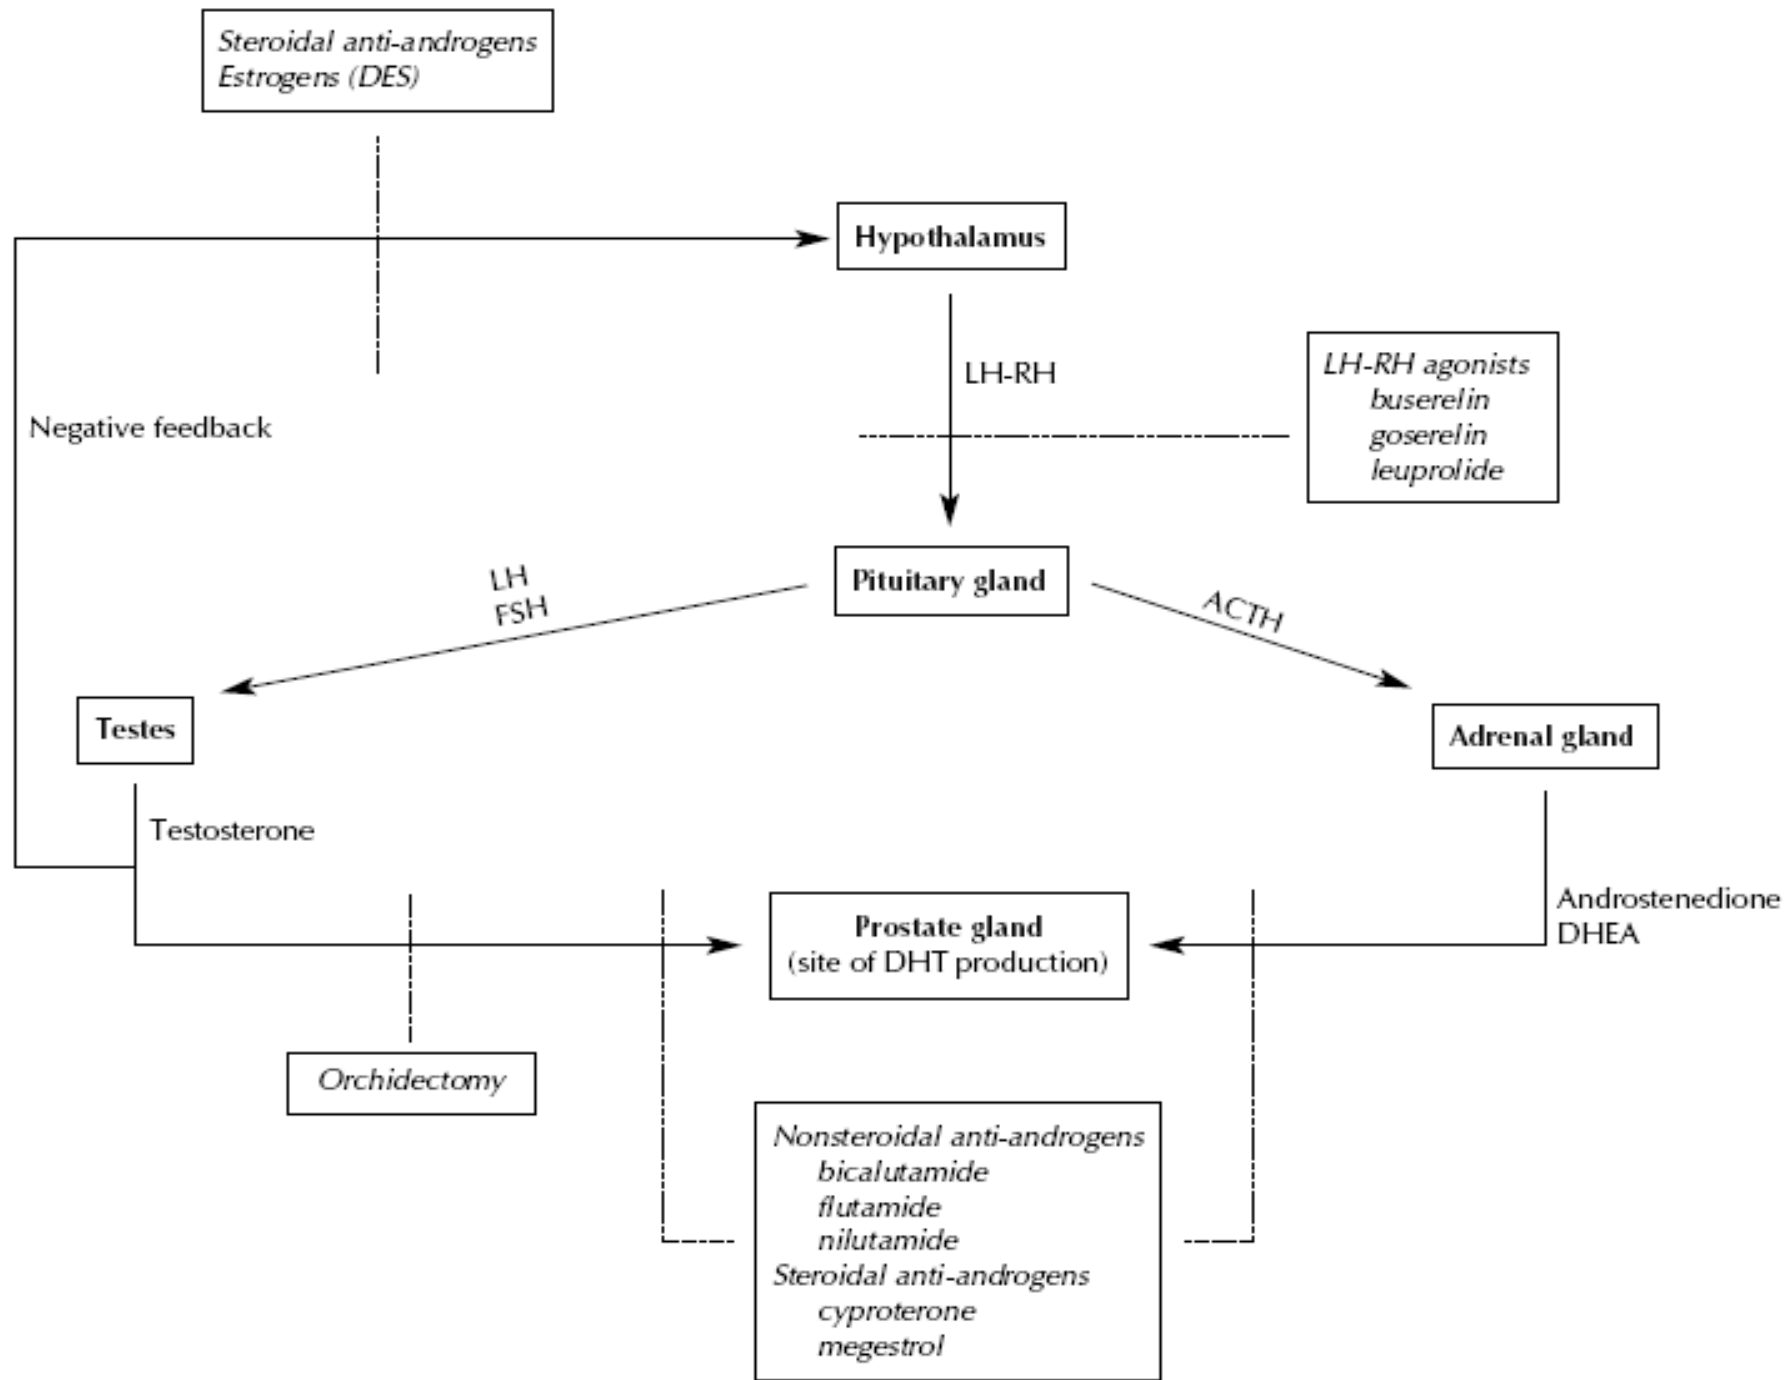 Steroidal anti-androgens
Estrogens (DES)
Hypothalamus
LH-RH
LH-RH agonists
buserelin
goserelin
leuprolide
Negative feedback
Pituitary gland
LH
FSH
ACTH
Testes
Adrenal gland
Testosterone
Androstenedione
DHEA
Prostate gland
(site of DHT production)
Orchidectomy
Nonsteroidal anti-androgens
bicalutamide
flutamide
nilutamide
Steroidal anti-androgens
cyproterone
megestrol